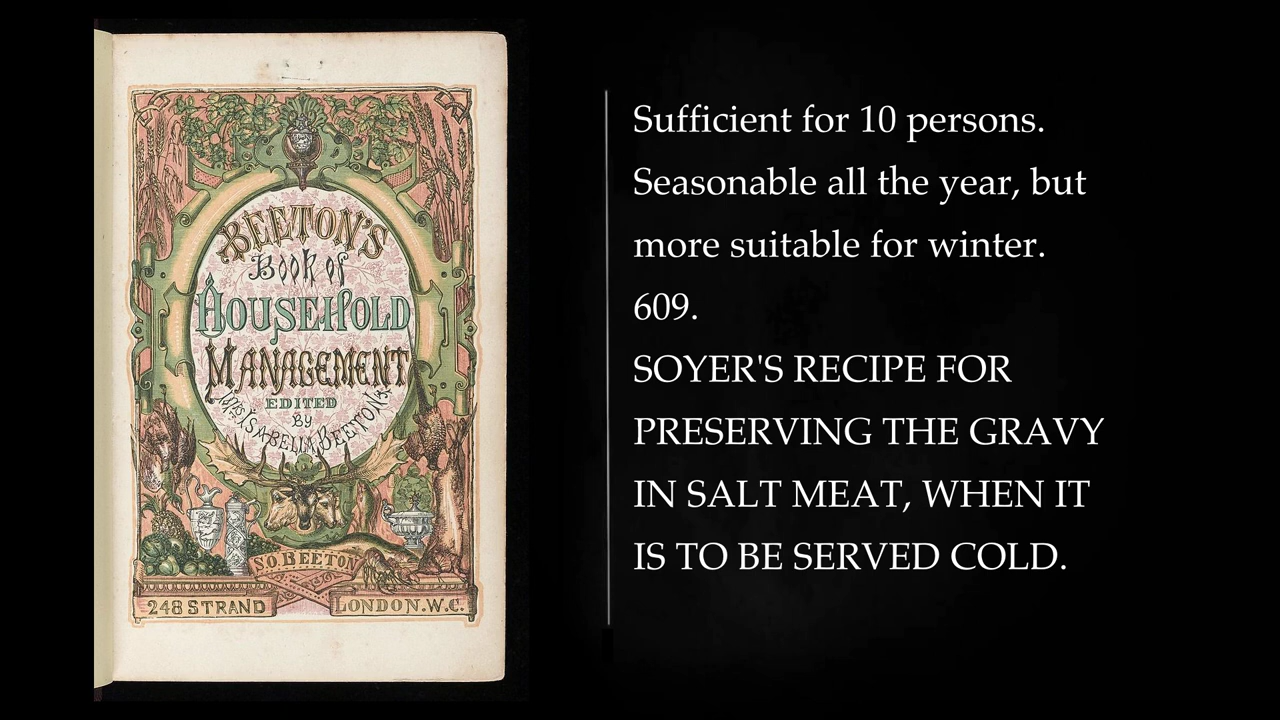 BEETON'S
Book of
HOUSEHOLD
MANAGEMENT
EDITED
BY
MRS ISABELLA BEETON
S.O. BEETON
248 STRAND
LONDON. W.C.
Sufficient for 10 persons.
Seasonable all the year, but
more suitable for winter.
609.
SOYER'S RECIPE FOR
PRESERVING THE GRAVY
IN SALT MEAT, WHEN IT
IS TO BE SERVED COLD.